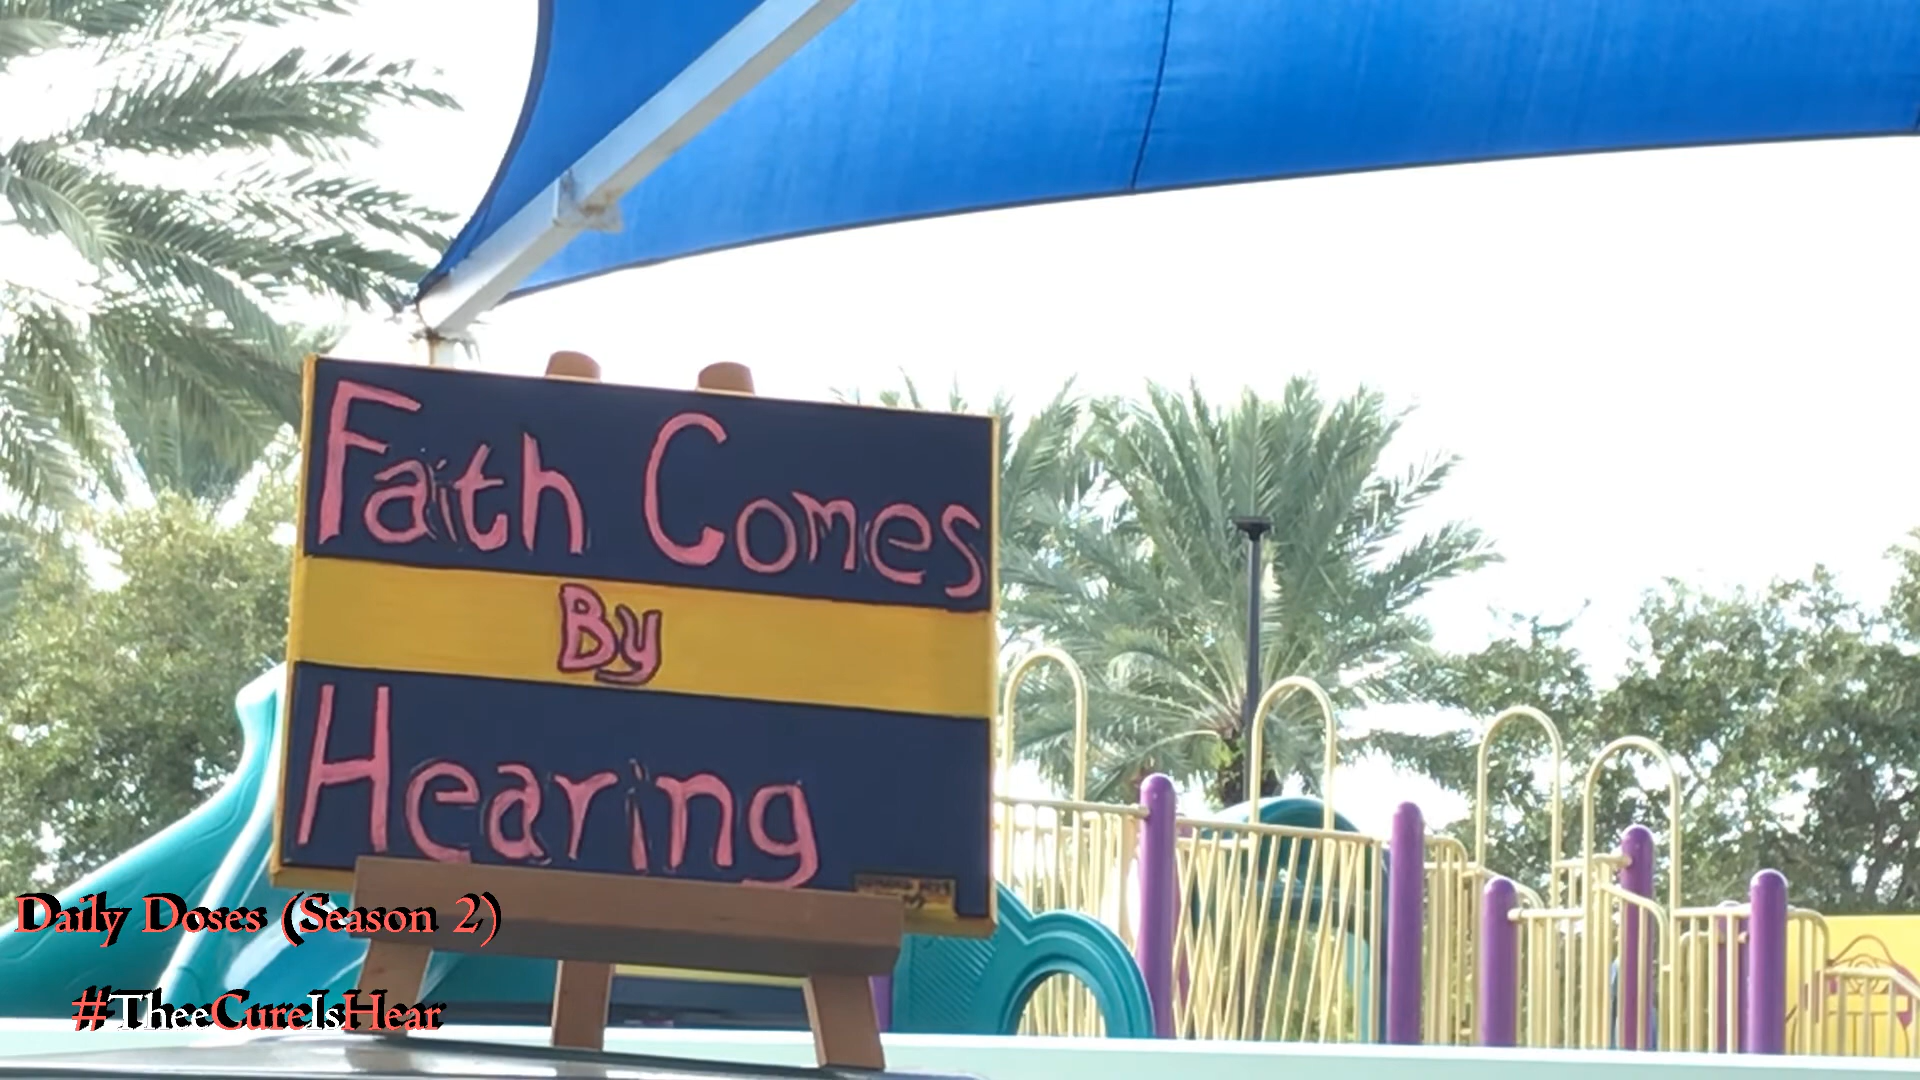 Faith Comes
By
Hearing
Daily Doses (Season 2)
#TheeCureIsHear